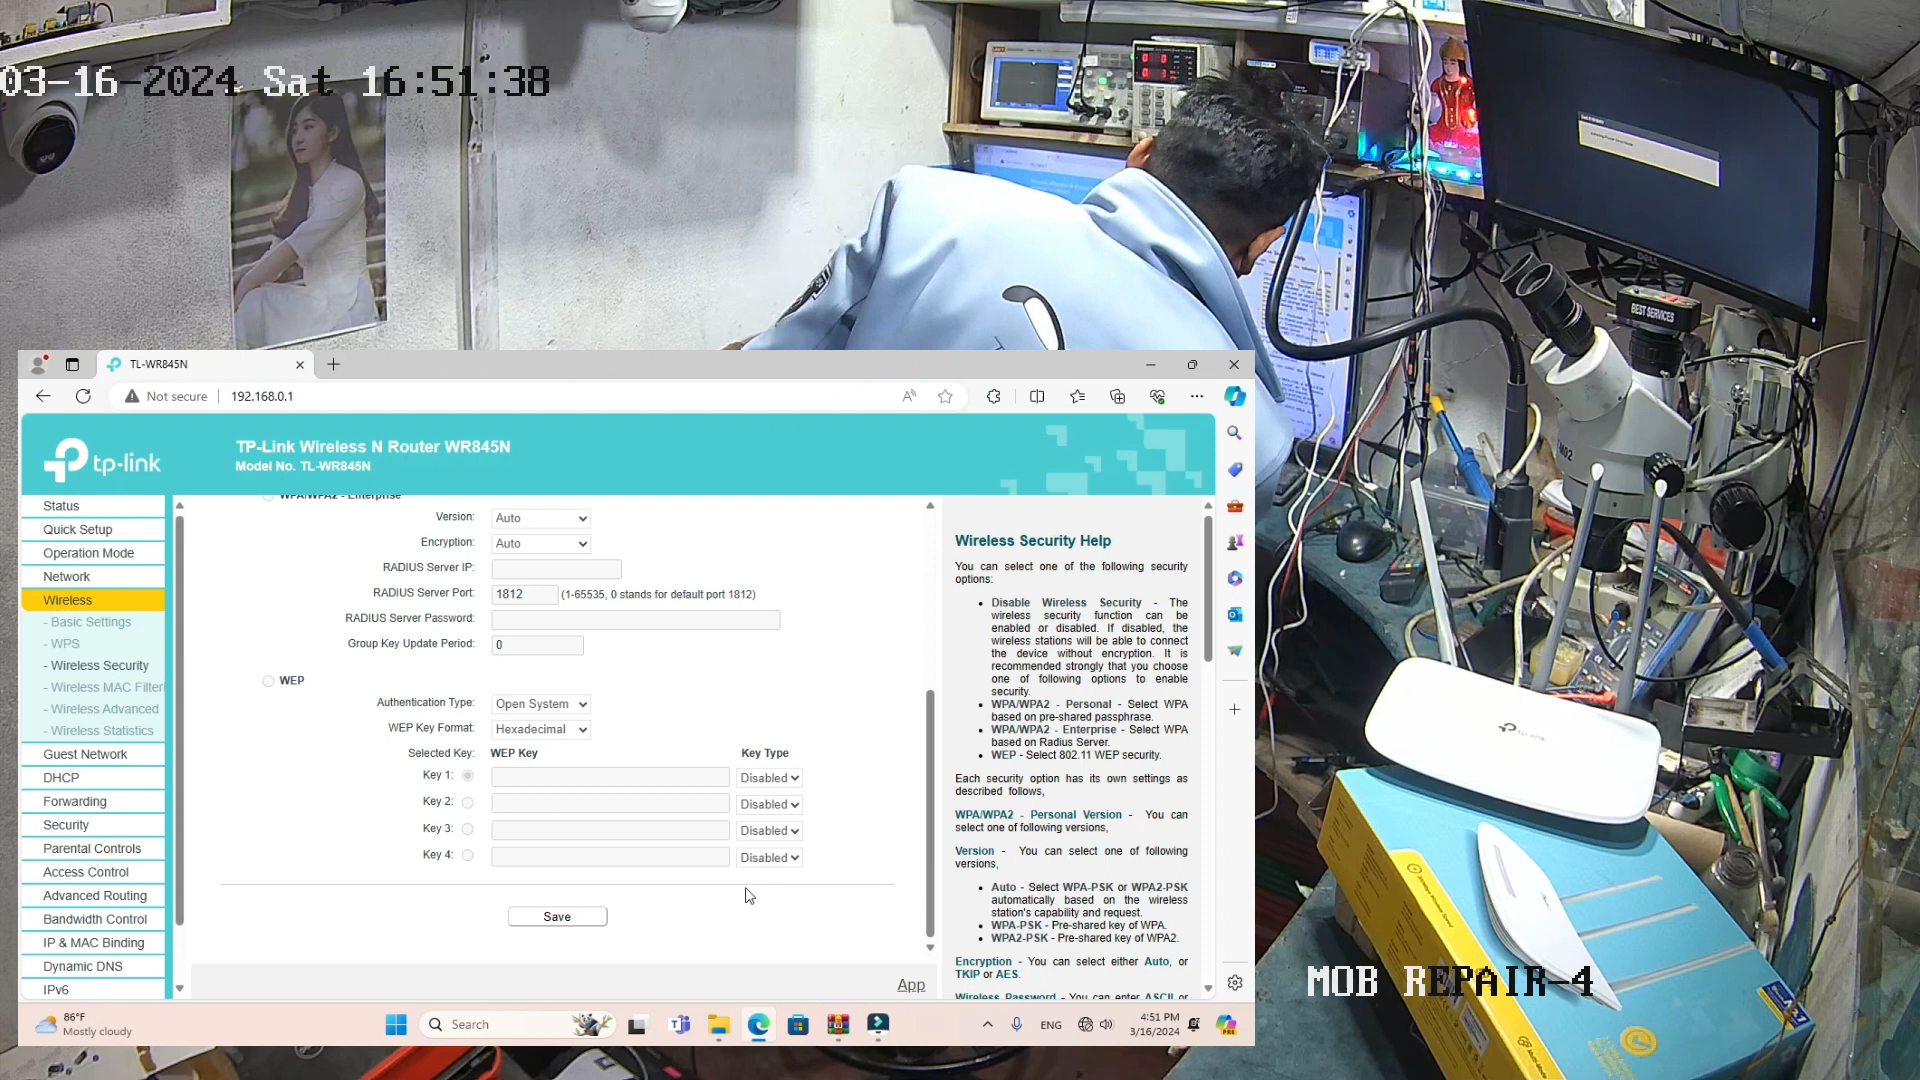 03-16-2024 Sat 16:51:38
BEST SERVICES
TL-WR845N
Not secure
192.168.0.1
tp-link
TP-Link Wireless N Router WR845N
Model No. TL-WR845N
Status
Quick Setup
Operation Mode
Network
Wireless
- Basic Settings
- WPS
- Wireless Security
- Wireless MAC Filteri
- Wireless Advanced
- Wireless Statistics
Guest Network
DHCP
Forwarding
Security
Parental Controls
Access Control
Advanced Routing
Bandwidth Control
IP & MAC Binding
Dynamic DNS
IPv6
WPA/WPA2 - Enterprise
Version: Auto
Encryption: Auto
RADIUS Server IP:
RADIUS Server Port: 1812 (1-65535, 0 stands for default port 1812)
RADIUS Server Password:
Group Key Update Period: 0
WEP
Authentication Type: Open System
WEP Key Format: Hexadecimal
Selected Key: WEP Key Key Type
Key 1: Disabled
Key 2: Disabled
Key 3: Disabled
Key 4: Disabled
Save
App
Wireless Security Help
You can select one of the following security
options:
• Disable Wireless Security - The
wireless security function can be
enabled or disabled. If disabled, the
wireless stations will be able to connect
the device without encryption. It is
recommended strongly that you choose
one of following options to enable
security.
• WPA/WPA2 - Personal - Select WPA
based on pre-shared passphrase.
• WPA/WPA2 - Enterprise - Select WPA
based on Radius Server.
• WEP - Select 802.11 WEP security.
Each security option has its own settings as
described follows,
WPA/WPA2 - Personal Version - You can
select one of following versions,
Version - You can select one of following
versions,
• Auto - Select WPA-PSK or WPA2-PSK
automatically based on the wireless
station's capability and request.
• WPA-PSK - Pre-shared key of WPA.
• WPA2-PSK - Pre-shared key of WPA2.
Encryption - You can select either Auto, or
TKIP or AES.
Wireless Password - You can enter ASCII or
MOB REPAIR-4
86°F
Mostly cloudy
Search
ENG
4:51 PM
3/16/2024